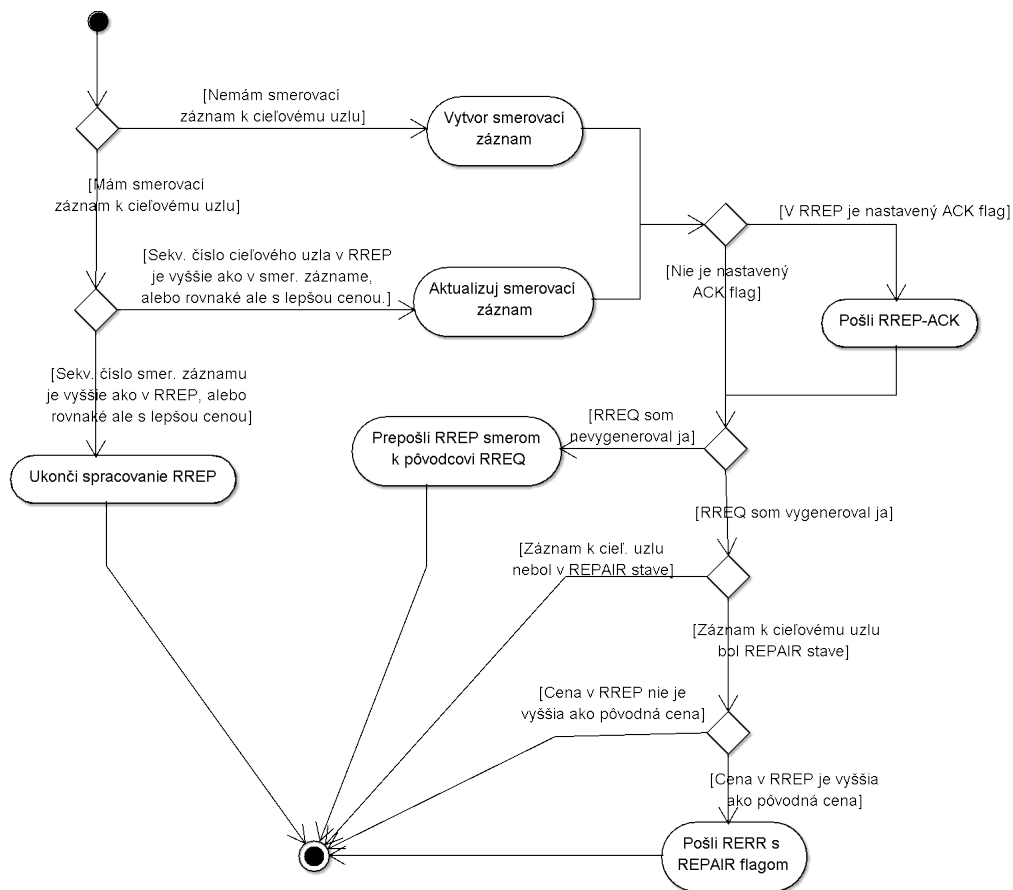 [Nemám smerovací
záznam k cieľovému uzlu]
Vytvor smerovací
záznam
[Mám smerovací
záznam k cieľovému uzlu]
[V RREP je nastavený ACK flag]
[Sekv. číslo cieľového uzla v RREP
je vyššie ako v smer. zázname,
alebo rovnaké ale s lepšou cenou.]
Aktualizuj smerovací
záznam
[Nie je nastavený
ACK flag]
Pošli RREP-ACK
[Sekv. číslo smer. záznamu
je vyššie ako v RREP, alebo
rovnaké ale s lepšou cenou]
[RREQ som
nevygeneroval ja]
Prepošli RREP smerom
k pôvodcovi RREQ
Ukonči spracovanie RREP
[RREQ som vygeneroval ja]
[Záznam k cieľ. uzlu
nebol v REPAIR stave]
[Záznam k cieľovému uzlu
bol REPAIR stave]
[Cena v RREP nie je
vyššia ako pôvodná cena]
[Cena v RREP je vyššia
ako pôvodná cena]
Pošli RERR s
REPAIR flagom